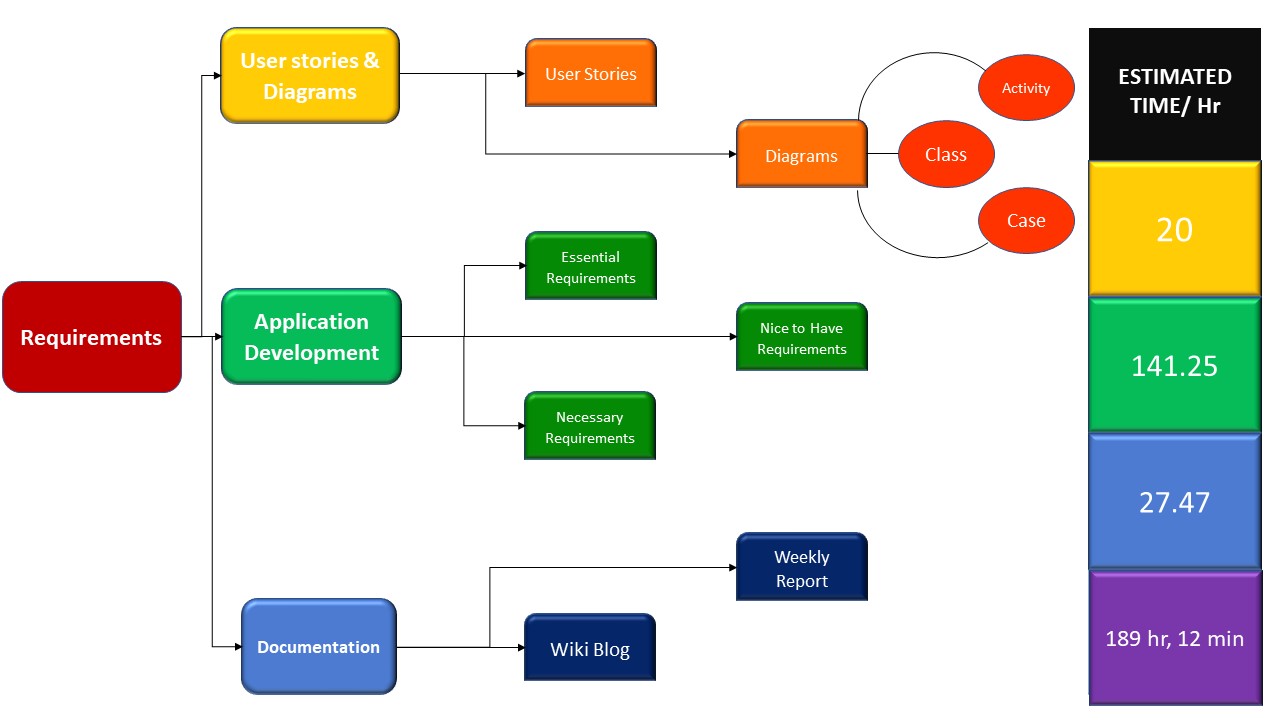 User stories &
Diagrams
User Stories
Activity
Diagrams
Class
Case
Requirements
Application
Development
Essential
Requirements
Nice to Have
Requirements
Necessary
Requirements
Documentation
Weekly
Report
Wiki Blog
ESTIMATED
TIME/ Hr
20
141.25
27.47
189 hr, 12 min